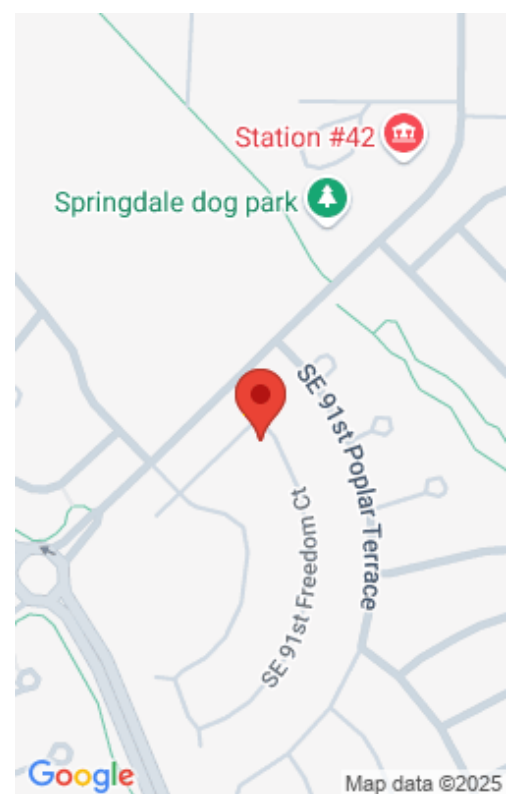 Station #42
Springdale dog park
SE 91st Poplar Terrace
SE 91st Freedom Ct
Google
Map data ©2025